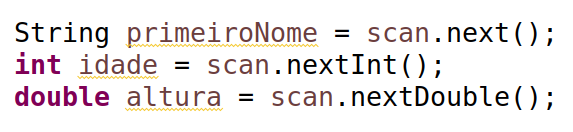 String primeiroNome = scan.next();
int idade = scan.nextInt();
double altura = scan.nextDouble();